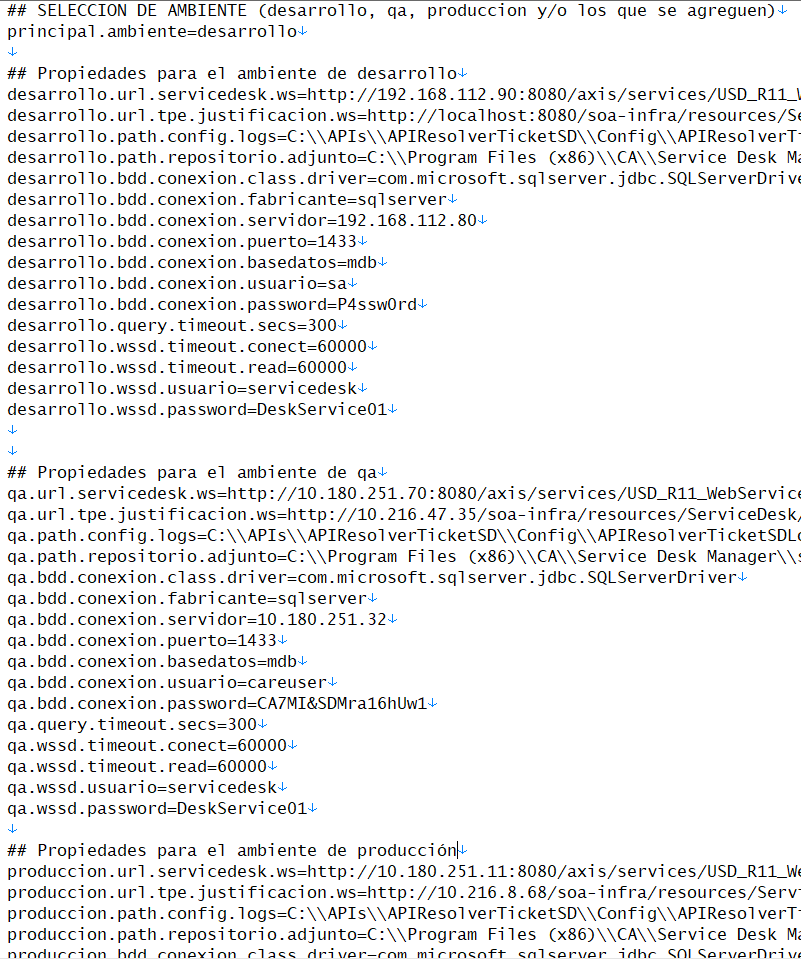 ## SELECCION DE AMBIENTE (desarrollo, qa, produccion y/o los que se agreguen)↓
principal.ambiente=desarrollo↓
↓
## Propiedades para el ambiente de desarrollo↓
desarrollo.url.servicedesk.ws=http://192.168.112.90:8080/axis/services/USD_R11_W
desarrollo.url.tpe.justificacion.ws=http://localhost:8080/soa-infra/resources/Se
desarrollo.path.config.logs=C:\\APIs\\APIResolverTicketSD\\Config\\APIResolverT
desarrollo.path.repositorio.adjunto=C:\\Program Files (x86)\\CA\\Service Desk Ma
desarrollo.bdd.conexion.class.driver=com.microsoft.sqlserver.jdbc.SQLServerDrive
desarrollo.bdd.conexion.fabricante=sqlserver↓
desarrollo.bdd.conexion.servidor=192.168.112.80↓
desarrollo.bdd.conexion.puerto=1433↓
desarrollo.bdd.conexion.basedatos=mdb↓
desarrollo.bdd.conexion.usuario=sa↓
desarrollo.bdd.conexion.password=P4ssw0rd↓
desarrollo.query.timeout.secs=300↓
desarrollo.wssd.timeout.conect=60000↓
desarrollo.wssd.timeout.read=60000↓
desarrollo.wssd.usuario=servicedesk↓
desarrollo.wssd.password=DeskService01↓
↓
↓
## Propiedades para el ambiente de qa↓
qa.url.servicedesk.ws=http://10.180.251.70:8080/axis/services/USD_R11_WebService
qa.url.tpe.justificacion.ws=http://10.216.47.35/soa-infra/resources/ServiceDesk/
qa.path.config.logs=C:\\APIs\\APIResolverTicketSD\\Config\\APIResolverTicketSDLo
qa.path.repositorio.adjunto=C:\\Program Files (x86)\\CA\\Service Desk Manager\\s
qa.bdd.conexion.class.driver=com.microsoft.sqlserver.jdbc.SQLServerDriver↓
qa.bdd.conexion.fabricante=sqlserver↓
qa.bdd.conexion.servidor=10.180.251.32↓
qa.bdd.conexion.puerto=1433↓
qa.bdd.conexion.basedatos=mdb↓
qa.bdd.conexion.usuario=careuser↓
qa.bdd.conexion.password=CA7MI&SDMra16hUw1↓
qa.query.timeout.secs=300↓
qa.wssd.timeout.conect=60000↓
qa.wssd.timeout.read=60000↓
qa.wssd.usuario=servicedesk↓
qa.wssd.password=DeskService01↓
↓
## Propiedades para el ambiente de producción↓
produccion.url.servicedesk.ws=http://10.180.251.11:8080/axis/services/USD_R11_We
produccion.url.tpe.justificacion.ws=http://10.216.8.68/soa-infra/resources/Servi
produccion.path.config.logs=C:\\APIs\\APIResolverTicketSD\\Config\\APIResolverTi
produccion.path.repositorio.adjunto=C:\\Program Files (x86)\\CA\\Service Desk Ma
produccion.bdd.conexion.class.driver=com.microsoft.sqlserver.jdbc.SQLServerDrive